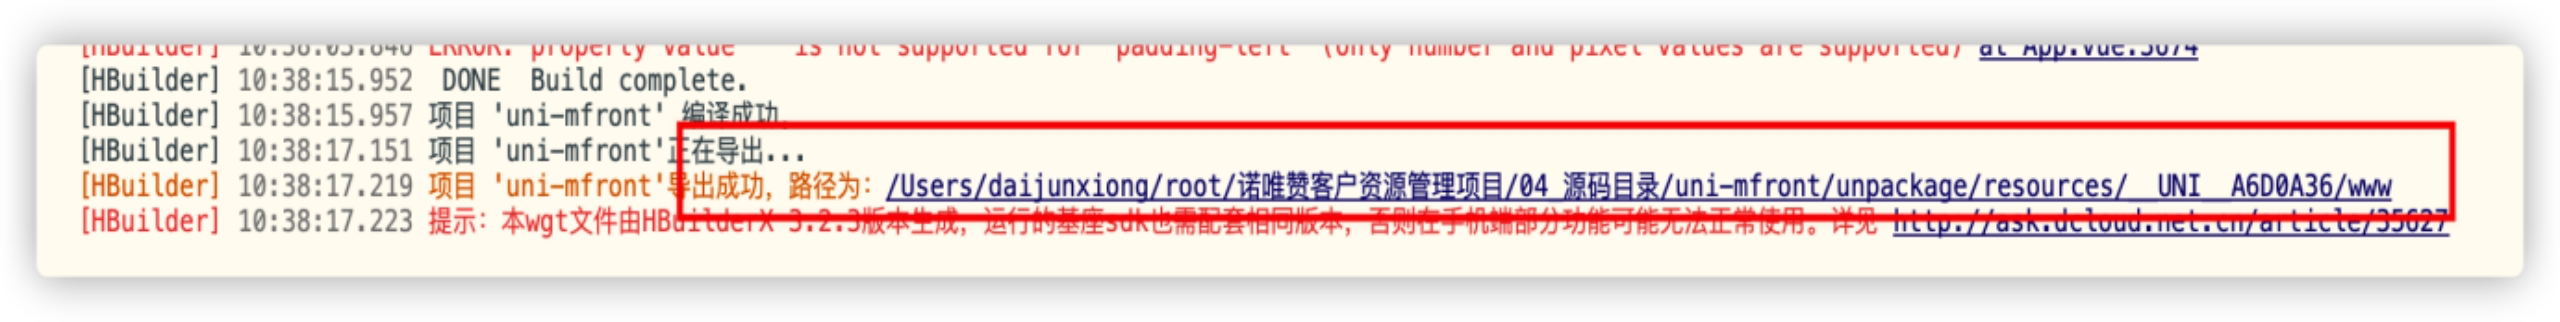 [HBuilder] 10:38:05.846 ERROR: property value ` ` is not supported for `padding-left` (only number and pixel values are supported) at App.vue:3674
[HBuilder] 10:38:15.952  DONE  Build complete.
[HBuilder] 10:38:15.957 项目 'uni-mfront' 编译成功。
[HBuilder] 10:38:17.151 项目 'uni-mfront'正在导出...
[HBuilder] 10:38:17.219 项目 'uni-mfront'导出成功，路径为：/Users/daijunxiong/root/诺唯赞客户资源管理项目/04_源码目录/uni-mfront/unpackage/resources/__UNI__A6D0A36/www
[HBuilder] 10:38:17.223 提示：本wgt文件由HBuilderX 3.2.3版本生成，运行的基座sdk也需配套相同版本，否则在手机端部分功能可能无法正常使用。详见 http://ask.dcloud.net.cn/article/35627